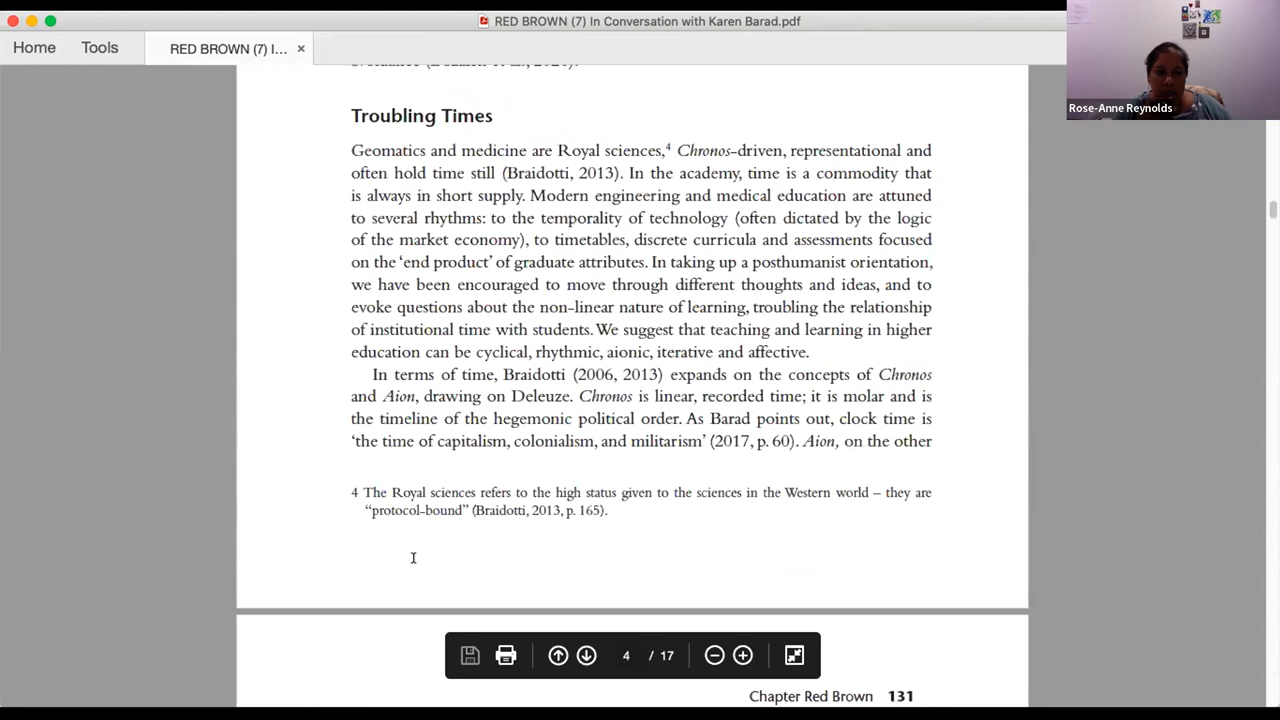 RED BROWN (7) In Conversation with Karen Barad.pdf
Home
Tools
RED BROWN (7) I... ×
Rose-Anne Reynolds
Troubling Times
Geomatics and medicine are Royal sciences,4 Chronos-driven, representational and
often hold time still (Braidotti, 2013). In the academy, time is a commodity that
is always in short supply. Modern engineering and medical education are attuned
to several rhythms: to the temporality of technology (often dictated by the logic
of the market economy), to timetables, discrete curricula and assessments focused
on the ‘end product’ of graduate attributes. In taking up a posthumanist orientation,
we have been encouraged to move through different thoughts and ideas, and to
evoke questions about the non-linear nature of learning, troubling the relationship
of institutional time with students. We suggest that teaching and learning in higher
education can be cyclical, rhythmic, aionic, iterative and affective.
In terms of time, Braidotti (2006, 2013) expands on the concepts of Chronos
and Aion, drawing on Deleuze. Chronos is linear, recorded time; it is molar and is
the timeline of the hegemonic political order. As Barad points out, clock time is
‘the time of capitalism, colonialism, and militarism’ (2017, p. 60). Aion, on the other
4 The Royal sciences refers to the high status given to the sciences in the Western world – they are
“protocol-bound” (Braidotti, 2013, p. 165).
4 / 17
Chapter Red Brown 131